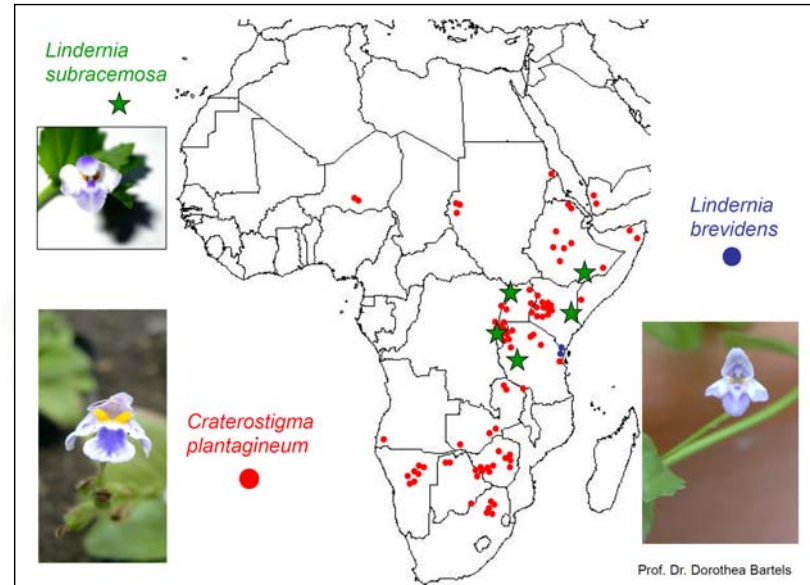 Lindernia
subracemosa
Lindernia
brevidens
Craterostigma
plantagineum
Prof. Dr. Dorothea Bartels